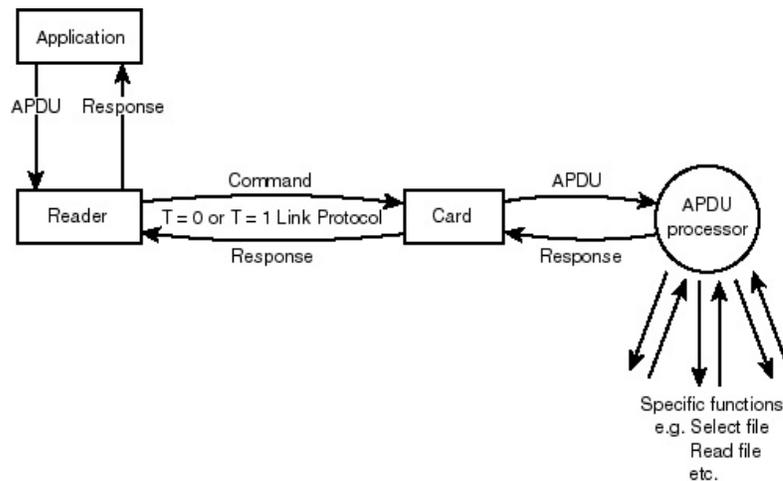 Application
APDU
Response
Reader
Command
T = 0 or T = 1 Link Protocol
Response
Card
APDU
Response
APDU
processor
Specific functions
e.g. Select file
Read file
etc.